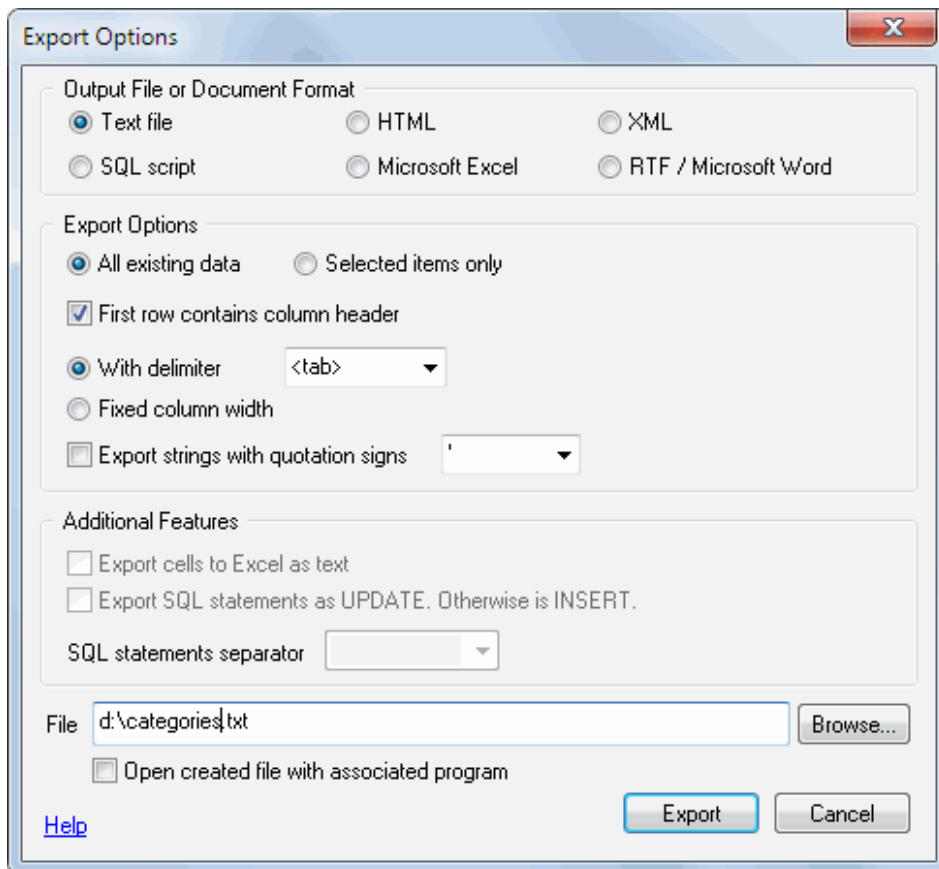 Export Options
Output File or Document Format
Text file HTML XML
SQL script Microsoft Excel RTF / Microsoft Word
Export Options
All existing data Selected items only
First row contains column header
With delimiter <tab>
Fixed column width
Export strings with quotation signs '
Additional Features
Export cells to Excel as text
Export SQL statements as UPDATE. Otherwise is INSERT.
SQL statements separator
File d:\categories.txt Browse...
Open created file with associated program
Help Export Cancel